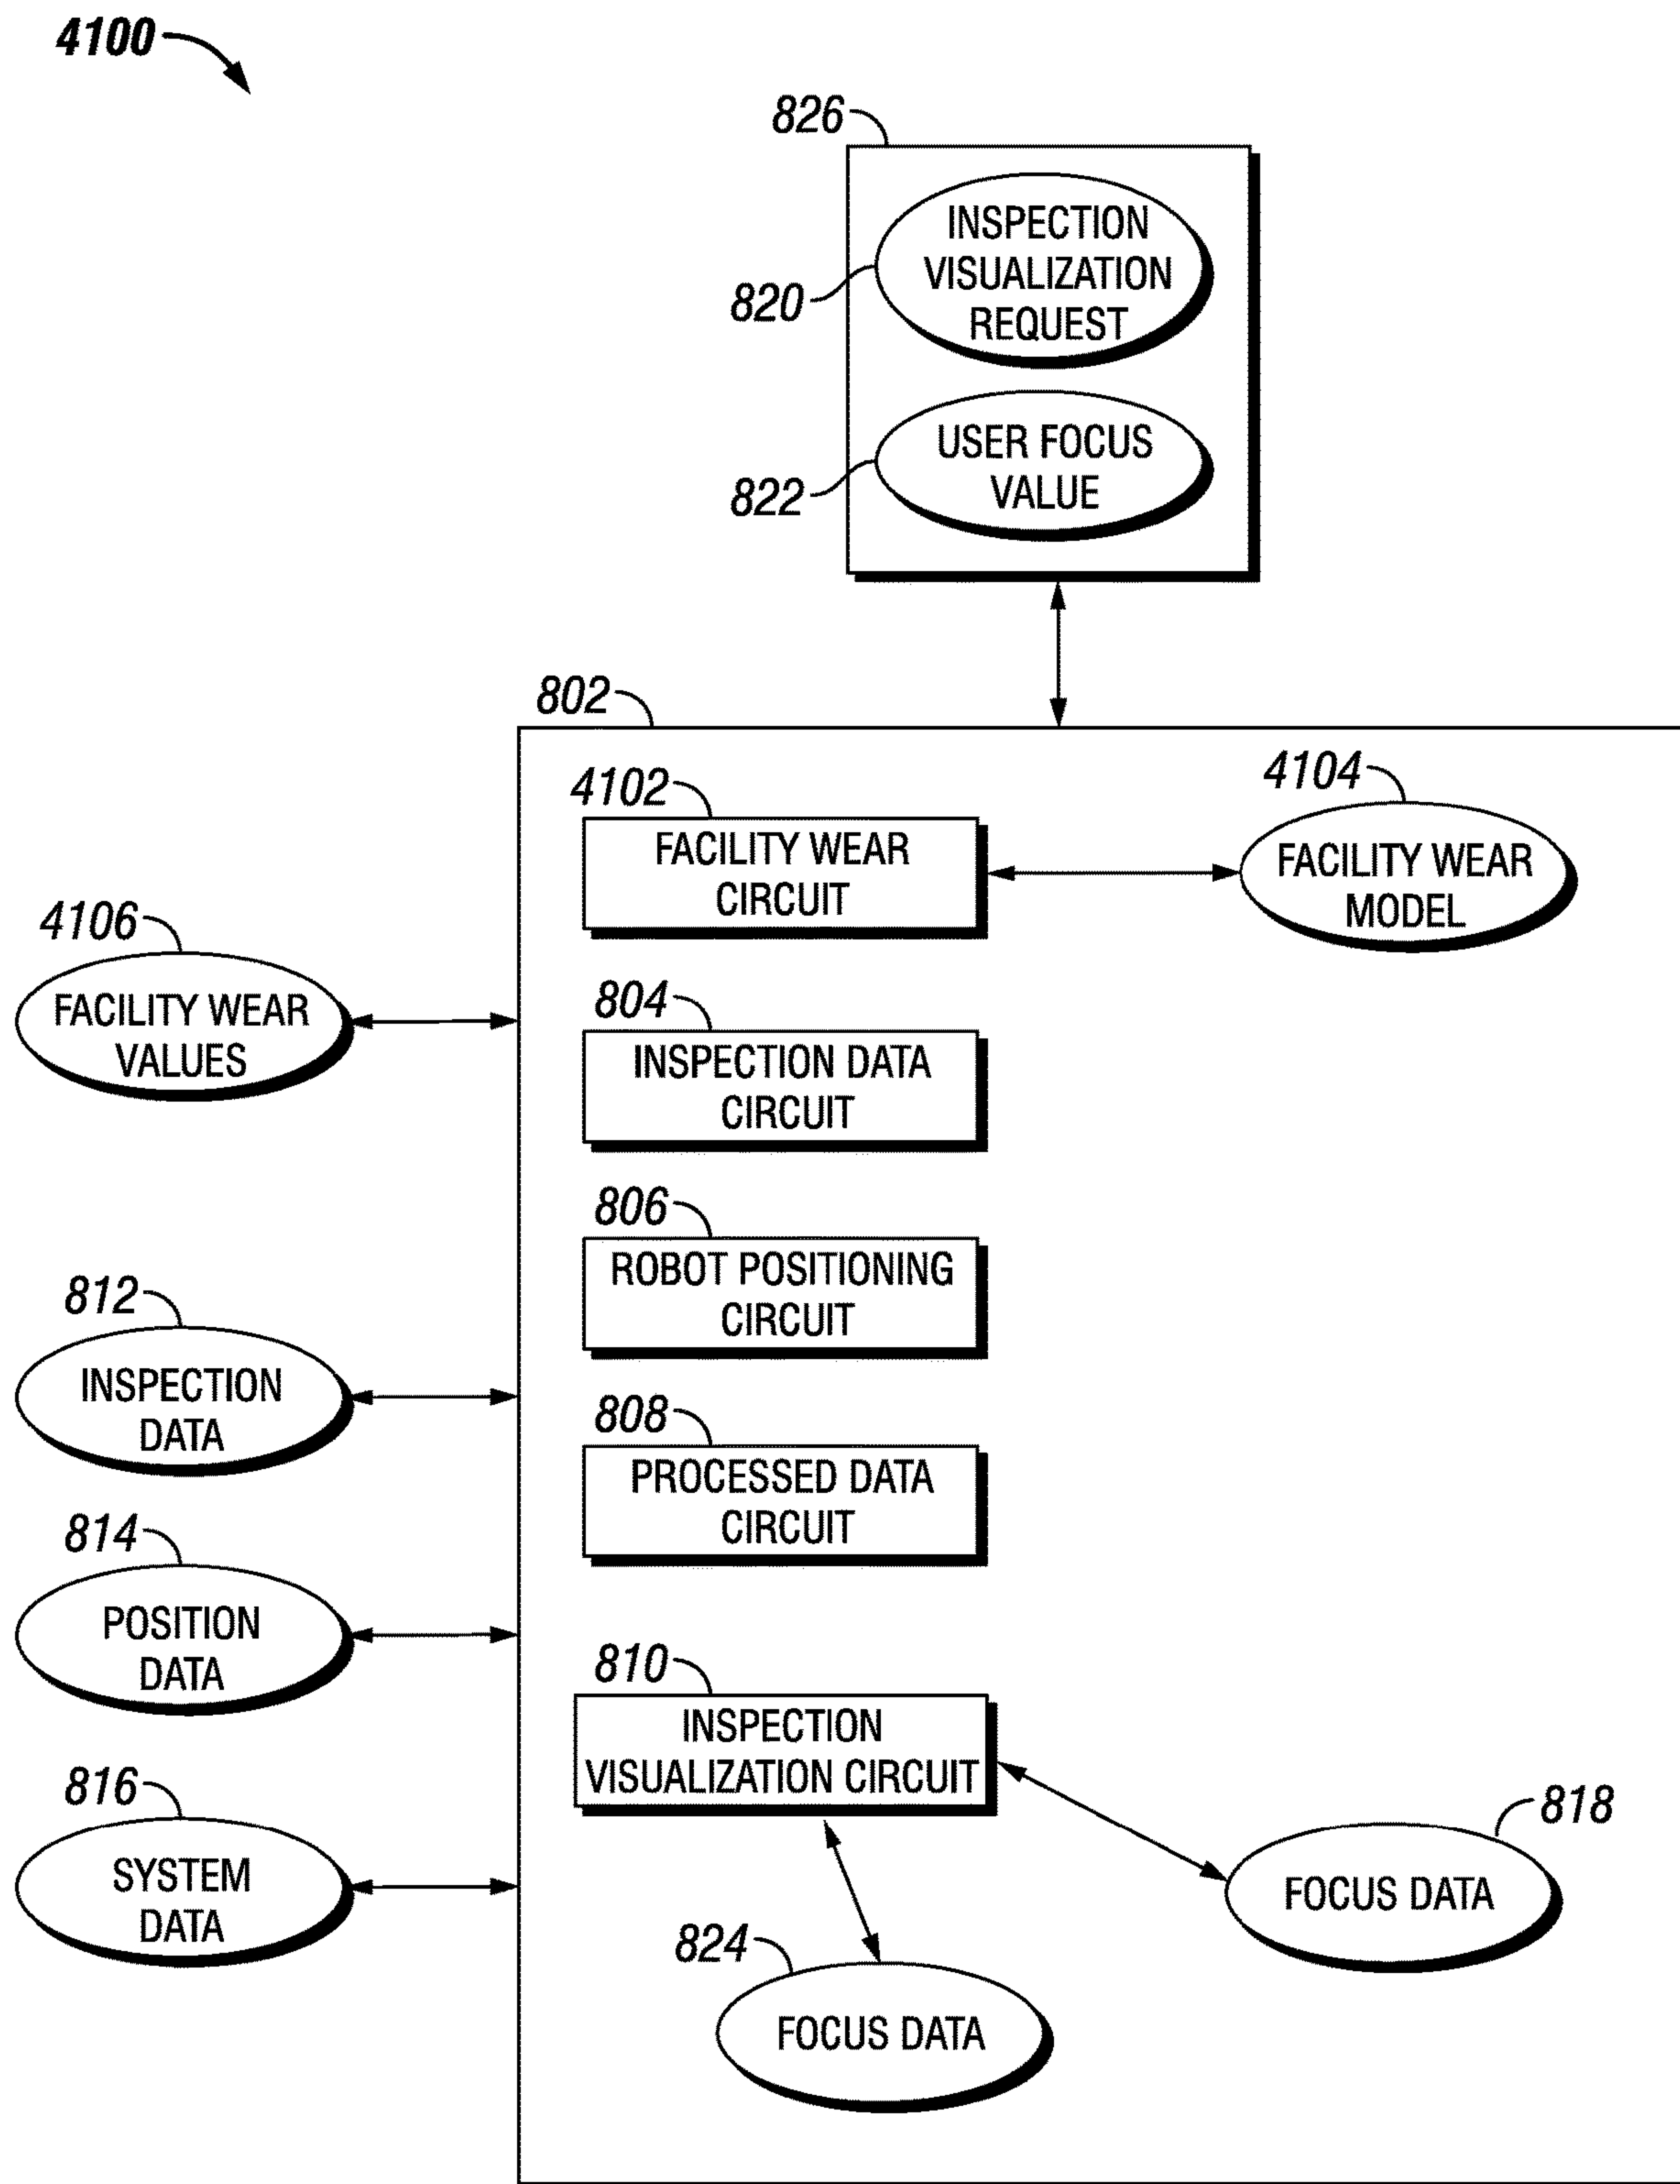 4100
826
INSPECTION
VISUALIZATION
REQUEST
820
USER FOCUS
VALUE
822
802
4102
FACILITY WEAR
CIRCUIT
4104
FACILITY WEAR
MODEL
4106
FACILITY WEAR
VALUES
804
INSPECTION DATA
CIRCUIT
806
ROBOT POSITIONING
CIRCUIT
812
INSPECTION
DATA
808
PROCESSED DATA
CIRCUIT
814
POSITION
DATA
810
INSPECTION
VISUALIZATION CIRCUIT
816
SYSTEM
DATA
818
FOCUS DATA
824
FOCUS DATA